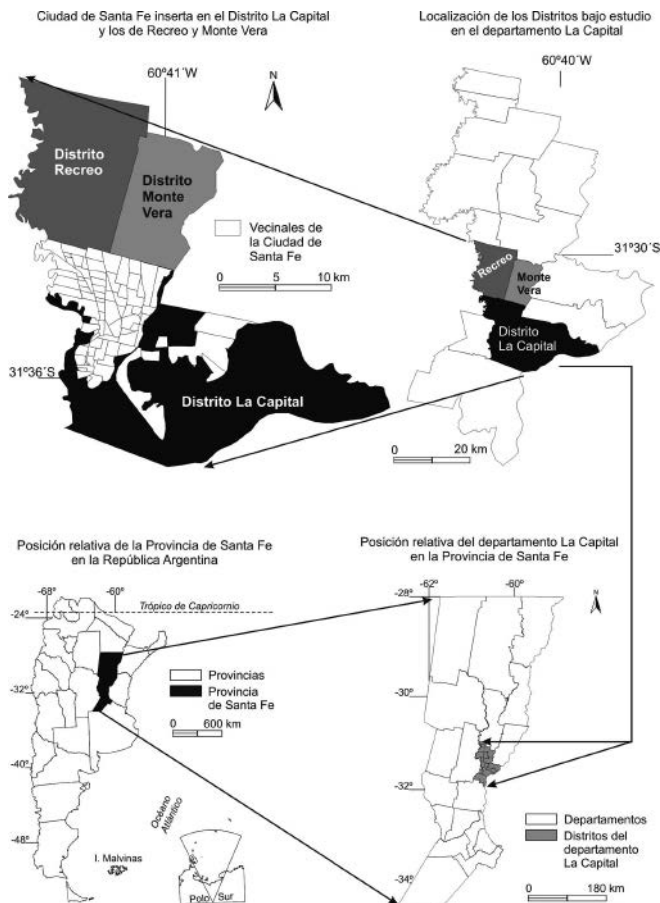 Ciudad de Santa Fe inserta en el Distrito La Capital
y los de Recreo y Monte Vera
60º41´W
N
Distrito
Recreo
Distrito
Monte
Vera
Vecinales de
la Ciudad de
Santa Fe
0 5 10 km
31º36´S
Distrito La Capital
Localización de los Distritos bajo estudio
en el departamento La Capital
60º40´W
31º30´S
Recreo
Monte
Vera
Distrito
La Capital
0 20 km
Posición relativa de la Provincia de Santa Fe
en la República Argentina
-68º
-60º
Trópico de Capricornio
-24º
-32º
-40º
-48º
Provincias
Provincia
de Santa Fe
0 600 km
Océano
Atlántico
I. Malvinas
Polo Sur
Posición relativa del departamento La Capital
en la Provincia de Santa Fe
-62º
-60º
N
-28º
-30º
-32º
-34º
Departamentos
Distritos del
departamento
La Capital
0 180 km